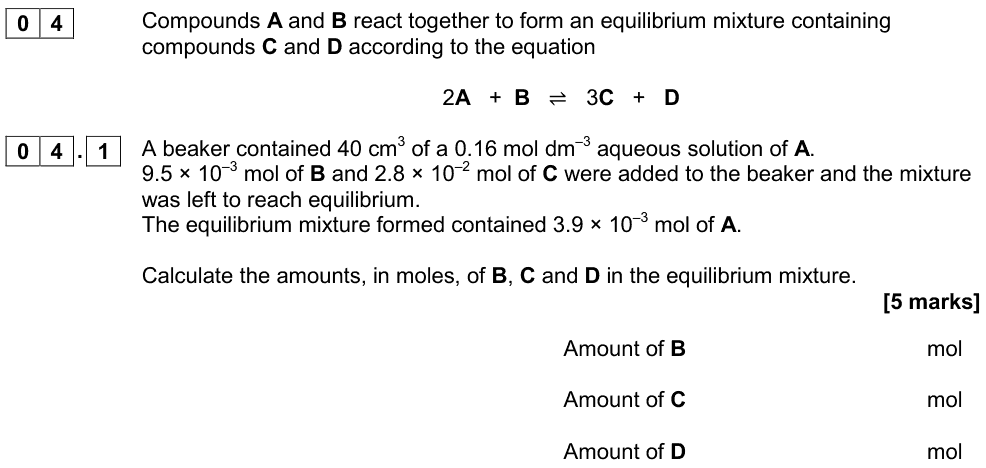 0 4 Compounds A and B react together to form an equilibrium mixture containing
compounds C and D according to the equation
2A + B ⇌ 3C + D
0 4 . 1 A beaker contained 40 cm³ of a 0.16 mol dm⁻³ aqueous solution of A.
9.5 × 10⁻³ mol of B and 2.8 × 10⁻² mol of C were added to the beaker and the mixture
was left to reach equilibrium.
The equilibrium mixture formed contained 3.9 × 10⁻³ mol of A.
Calculate the amounts, in moles, of B, C and D in the equilibrium mixture.
[5 marks]
Amount of B mol
Amount of C mol
Amount of D mol